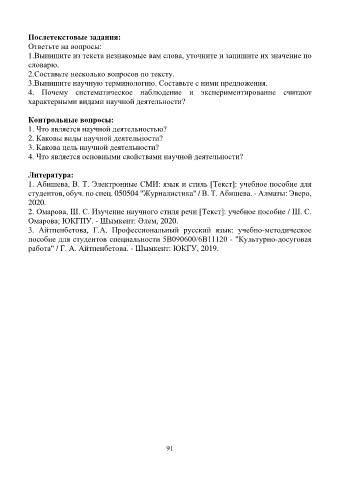 Послетекстовые задания:
Ответьте на вопросы:
1.Выпишите из текста незнакомые вам слова, уточните и запишите их значение по
словарю.
2.Составьте несколько вопросов по тексту.
3.Выпишите научную терминологию. Составьте с ними предложения.
4. Почему систематическое наблюдение и экспериментирование считают
характерными видами научной деятельности?
Контрольные вопросы:
1. Что является научной деятельностью?
2. Каковы виды научной деятельности?
3. Какова цель научной деятельности?
4. Что является основными свойствами научной деятельности?
Литература:
1. Абишева, В. Т. Электронные СМИ: язык и стиль [Текст]: учебное пособие для
студентов, обуч. по спец. 050504 "Журналистика" / В. Т. Абишева. - Алматы: Эверо,
2020.
2. Омарова, Ш. С. Изучение научного стиля речи [Текст]: учебное пособие / Ш. С.
Омарова; ЮКГПУ. - Шымкент: Әлем, 2020.
3. Айтпенбетова, Г.А. Профессиональный русский язык: учебно-методическое
пособие для студентов специальности 5В090600/6В11120 - "Культурно-досуговая
работа" / Г. А. Айтпенбетова. - Шымкент: ЮКГУ, 2019.
91